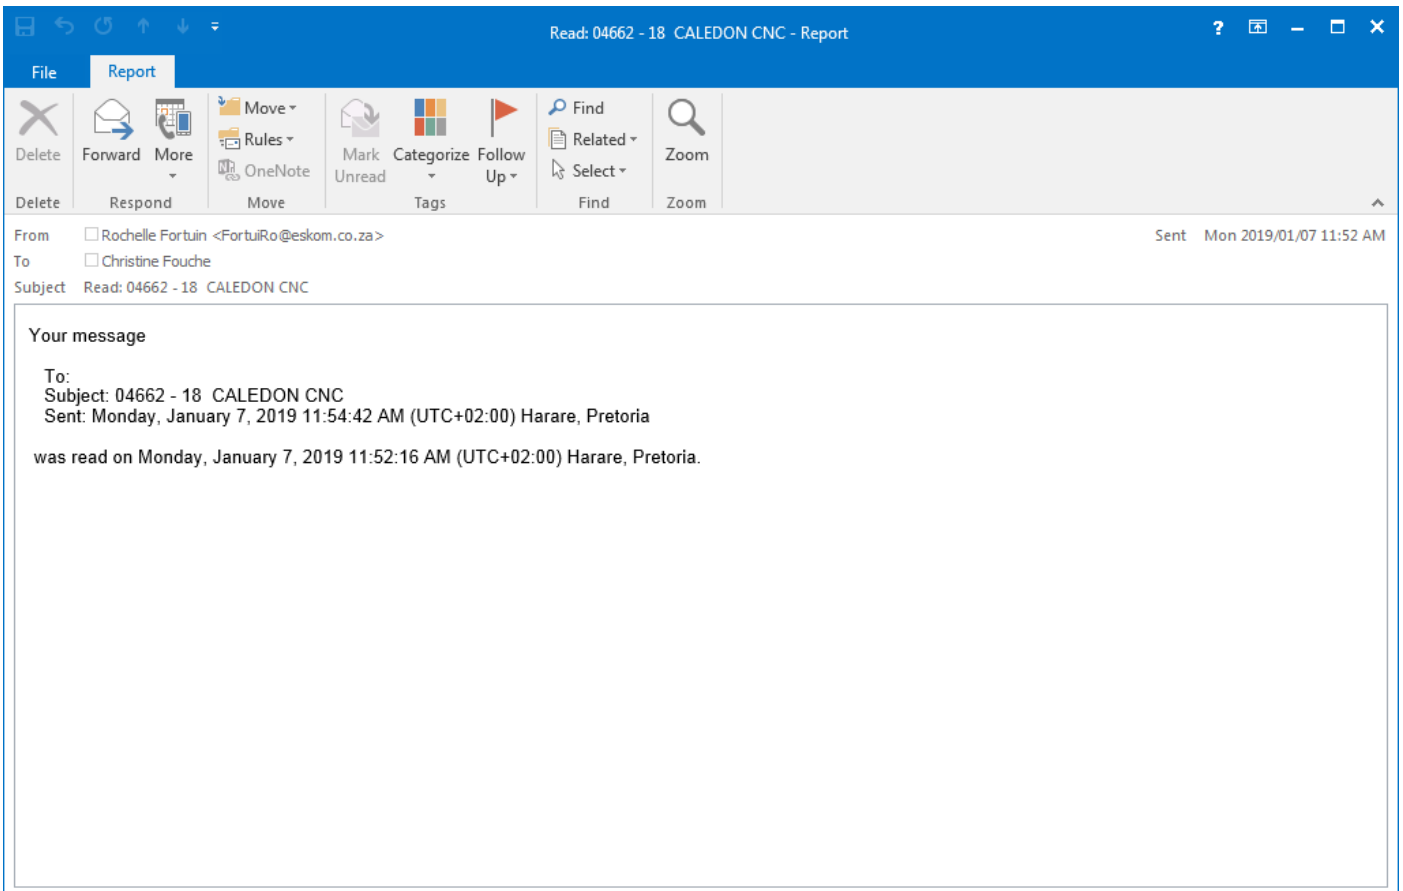 Read: 04662 - 18  CALEDON CNC - Report
?
File Report
Delete Forward More Move Rules OneNote Mark Unread Categorize Follow Up Find Related Select Zoom
Delete Respond Move Tags Find Zoom
From Rochelle Fortuin <FortuiRo@eskom.co.za> Sent Mon 2019/01/07 11:52 AM
To Christine Fouche
Subject Read: 04662 - 18  CALEDON CNC
Your message
To:
Subject: 04662 - 18  CALEDON CNC
Sent: Monday, January 7, 2019 11:54:42 AM (UTC+02:00) Harare, Pretoria
was read on Monday, January 7, 2019 11:52:16 AM (UTC+02:00) Harare, Pretoria.